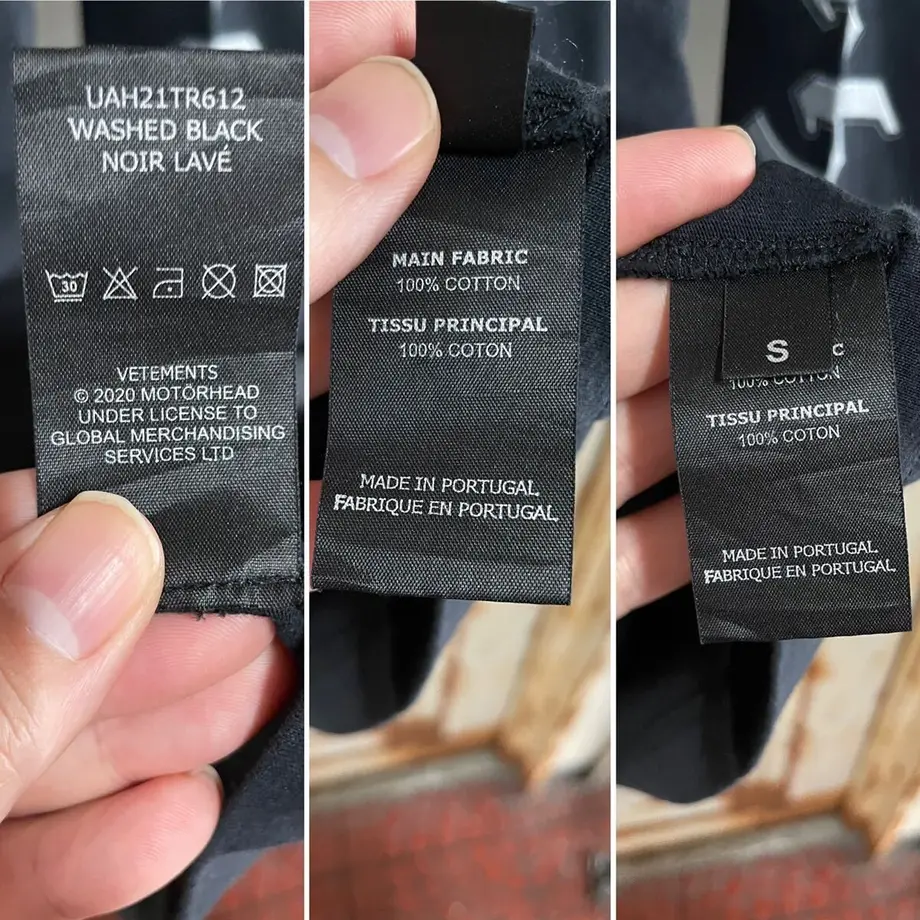 UAH21TR612
WASHED BLACK
NOIR LAVÉ
30
VETEMENTS
© 2020 MOTÖRHEAD
UNDER LICENSE TO
GLOBAL MERCHANDISING
SERVICES LTD
MAIN FABRIC
100% COTTON
TISSU PRINCIPAL
100% COTON
MADE IN PORTUGAL
FABRIQUE EN PORTUGAL
S
C
100% COTTON
TISSU PRINCIPAL
100% COTON
MADE IN PORTUGAL
FABRIQUE EN PORTUGAL